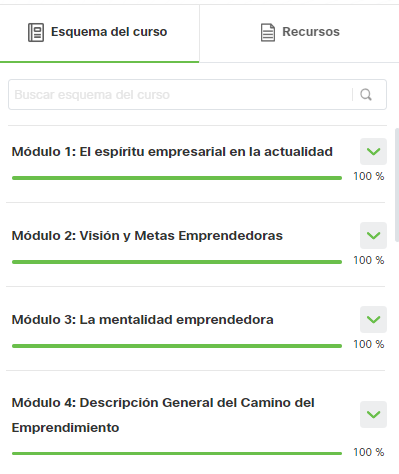 Esquema del curso
Recursos
Buscar esquema del curso
Módulo 1: El espíritu empresarial en la actualidad
100 %
Módulo 2: Visión y Metas Emprendedoras
100 %
Módulo 3: La mentalidad emprendedora
100 %
Módulo 4: Descripción General del Camino del
Emprendimiento
100 %